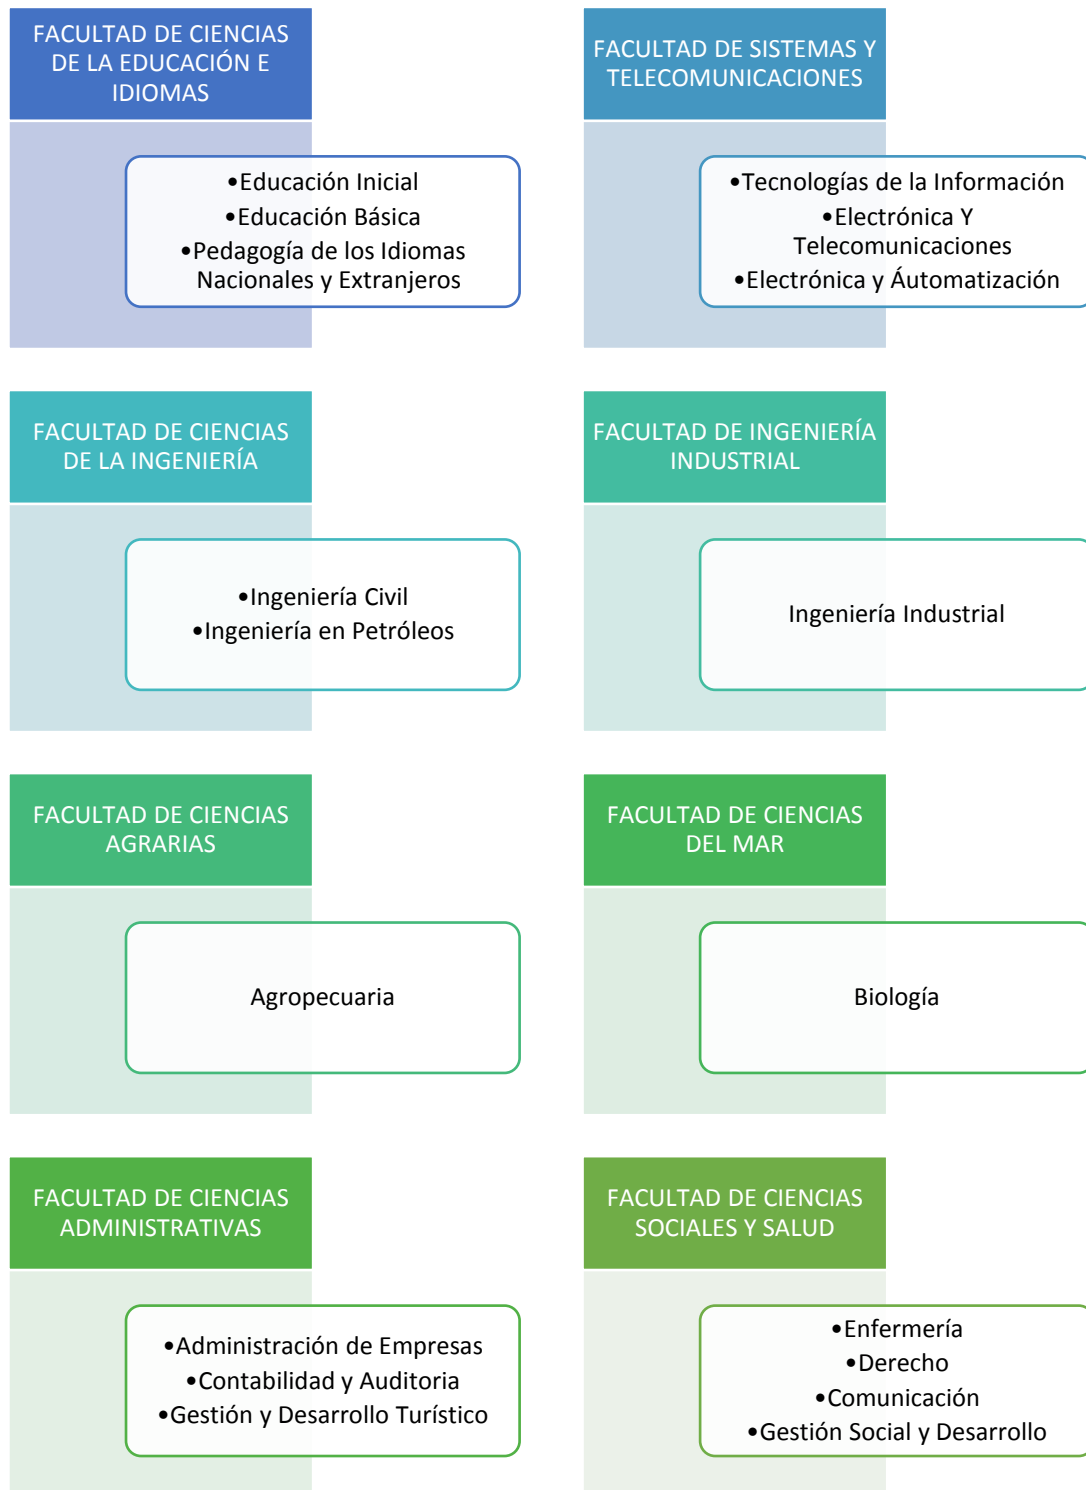 FACULTAD DE CIENCIAS
DE LA EDUCACIÓN E
IDIOMAS
•Educación Inicial
•Educación Básica
•Pedagogía de los Idiomas
Nacionales y Extranjeros
FACULTAD DE SISTEMAS Y
TELECOMUNICACIONES
•Tecnologías de la Información
•Electrónica Y
Telecomunicaciones
•Electrónica y Áutomatización
FACULTAD DE CIENCIAS
DE LA INGENIERÍA
•Ingeniería Civil
•Ingeniería en Petróleos
FACULTAD DE INGENIERÍA
INDUSTRIAL
Ingeniería Industrial
FACULTAD DE CIENCIAS
AGRARIAS
Agropecuaria
FACULTAD DE CIENCIAS
DEL MAR
Biología
FACULTAD DE CIENCIAS
ADMINISTRATIVAS
•Administración de Empresas
•Contabilidad y Auditoria
•Gestión y Desarrollo Turístico
FACULTAD DE CIENCIAS
SOCIALES Y SALUD
•Enfermería
•Derecho
•Comunicación
•Gestión Social y Desarrollo